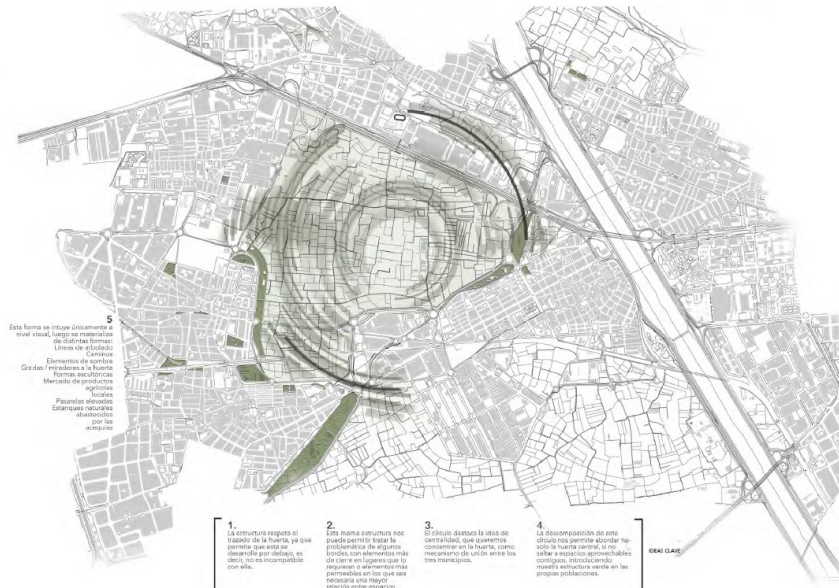 5
Esta forma se intuye únicamente a
nivel visual, luego se materializa
de distintas formas:
Líneas de arbolado
Caminos
Elementos de sombra
Gradas / miradores a la huerta
Formas escultóricas
Mercado de productos
agrícolas
locales
Pasarelas elevadas
Estanques naturales
abastecidos
por las
acequias
1.
La estructura respeta el
trazado de la huerta, ya que
permite que esta se
desarrolle por debajo, es
decir, no es incompatible
con ella.
2.
Esta misma estructura nos
puede permitir tratar la
problemática de algunos
bordes, con elementos más
de cierre en lugares que lo
requieran o elementos más
permeables en los que sea
necesaria una mayor
relación entre espacios.
3.
El círculo destaca la idea de
centralidad, que queremos
concentrar en la huerta, como
mecanismo de unión entre los
tres municipios.
4.
La descomposición de este
círculo nos permite abordar no
solo la huerta central, si no
saltar a espacios aprovechables
contiguos, introduciendo
nuestra estructura verde en las
propias poblaciones.
IDEAS CLAVE